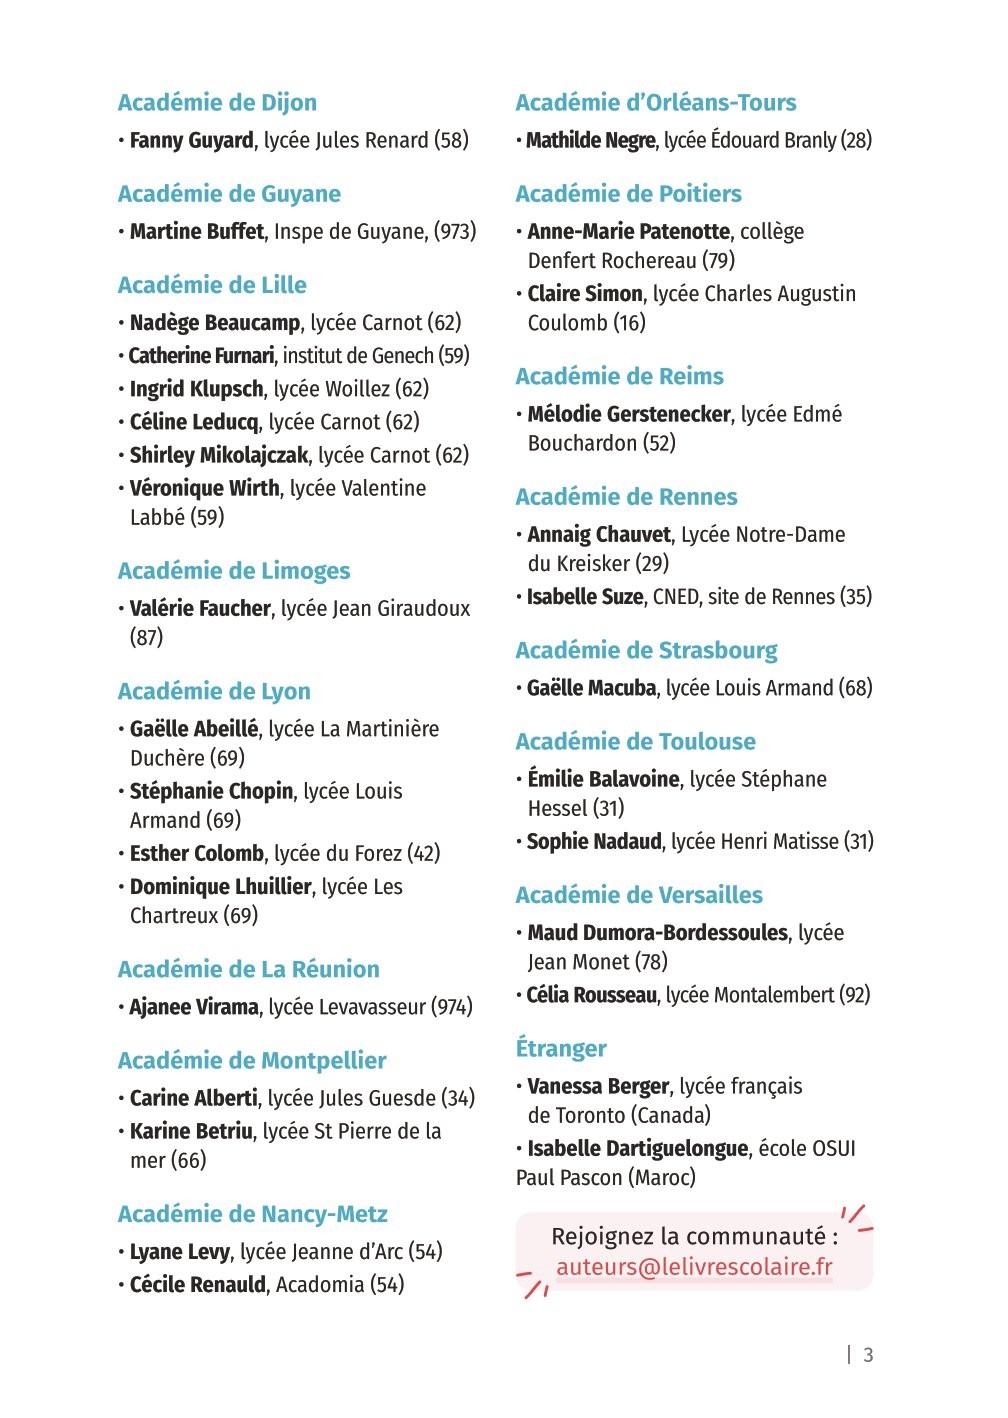 Académie de Dijon
• Fanny Guyard, lycée Jules Renard (58)
Académie de Guyane
• Martine Buffet, Inspe de Guyane, (973)
Académie de Lille
• Nadège Beaucamp, lycée Carnot (62)
• Catherine Furnari, institut de Genech (59)
• Ingrid Klupsch, lycée Woillez (62)
• Céline Leducq, lycée Carnot (62)
• Shirley Mikolajczak, lycée Carnot (62)
• Véronique Wirth, lycée Valentine
Labbé (59)
Académie de Limoges
• Valérie Faucher, lycée Jean Giraudoux
(87)
Académie de Lyon
• Gaëlle Abeillé, lycée La Martinière
Duchère (69)
• Stéphanie Chopin, lycée Louis
Armand (69)
• Esther Colomb, lycée du Forez (42)
• Dominique Lhuillier, lycée Les
Chartreux (69)
Académie de La Réunion
• Ajanee Virama, lycée Levavasseur (974)
Académie de Montpellier
• Carine Alberti, lycée Jules Guesde (34)
• Karine Betriu, lycée St Pierre de la
mer (66)
Académie de Nancy-Metz
• Lyane Levy, lycée Jeanne d’Arc (54)
• Cécile Renauld, Acadomia (54)
Académie d’Orléans-Tours
• Mathilde Negre, lycée Édouard Branly (28)
Académie de Poitiers
• Anne-Marie Patenotte, collège
Denfert Rochereau (79)
• Claire Simon, lycée Charles Augustin
Coulomb (16)
Académie de Reims
• Mélodie Gerstenecker, lycée Edmé
Bouchardon (52)
Académie de Rennes
• Annaig Chauvet, Lycée Notre-Dame
du Kreisker (29)
• Isabelle Suze, CNED, site de Rennes (35)
Académie de Strasbourg
• Gaëlle Macuba, lycée Louis Armand (68)
Académie de Toulouse
• Émilie Balavoine, lycée Stéphane
Hessel (31)
• Sophie Nadaud, lycée Henri Matisse (31)
Académie de Versailles
• Maud Dumora-Bordessoules, lycée
Jean Monet (78)
• Célia Rousseau, lycée Montalembert (92)
Étranger
• Vanessa Berger, lycée français
de Toronto (Canada)
• Isabelle Dartiguelongue, école OSUI
Paul Pascon (Maroc)
Rejoignez la communauté :
auteurs@lelivrescolaire.fr
| 3